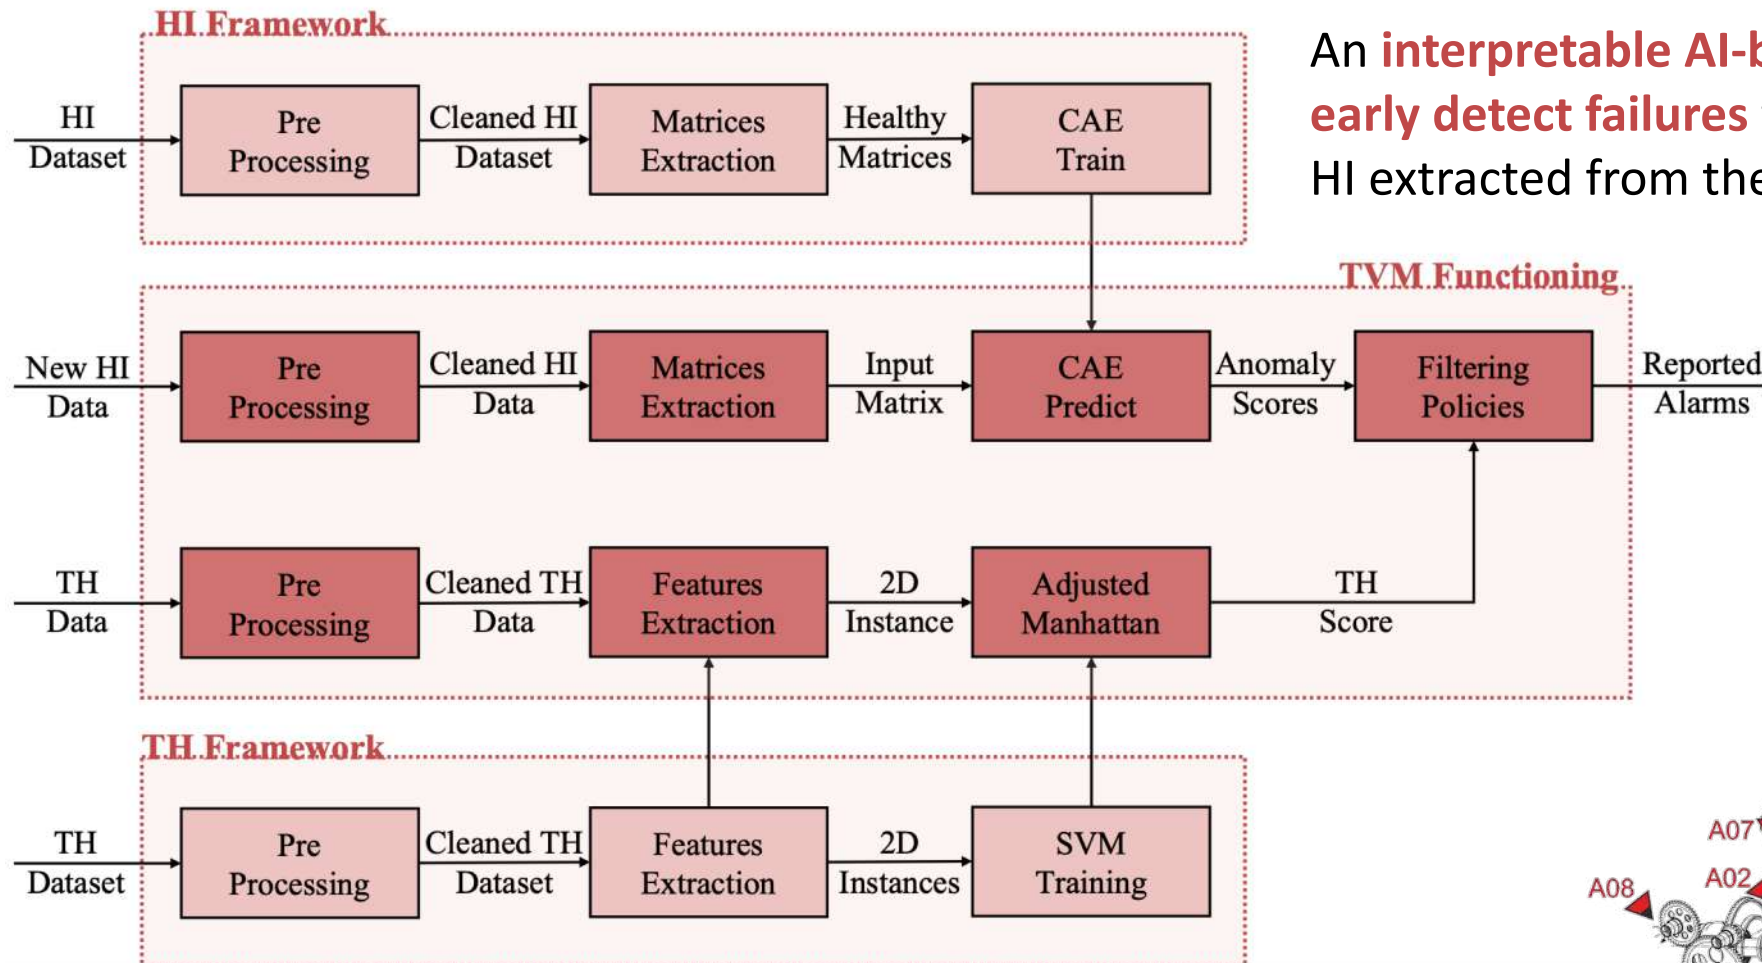 HI Framework
HI
Dataset
Pre
Processing
Cleaned HI
Dataset
Matrices
Extraction
Healthy
Matrices
CAE
Train
An interpretable AI-b
early detect failures
HI extracted from the
TVM Functioning
New HI
Data
Pre
Processing
Cleaned HI
Data
Matrices
Extraction
Input
Matrix
CAE
Predict
Anomaly
Scores
Filtering
Policies
Reported
Alarms
TH
Data
Pre
Processing
Cleaned TH
Data
Features
Extraction
2D
Instance
Adjusted
Manhattan
TH
Score
TH Framework
TH
Dataset
Pre
Processing
Cleaned TH
Dataset
Features
Extraction
2D
Instances
SVM
Training
A07
A02
A08